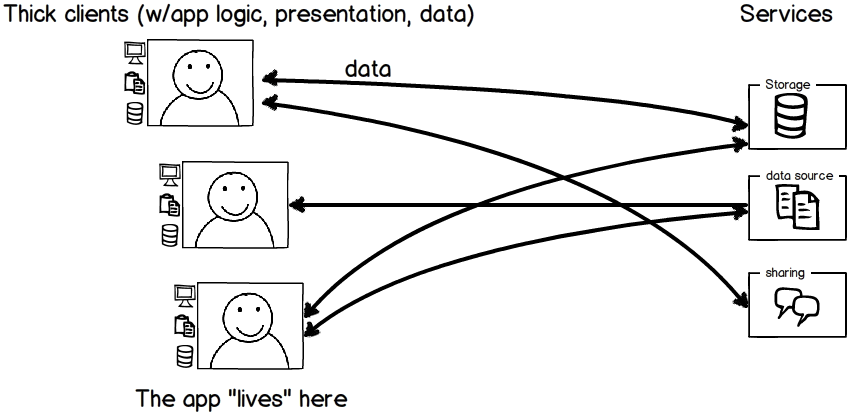 Thick clients (w/app logic, presentation, data)
Services
data
Storage
data source
sharing
The app "lives" here